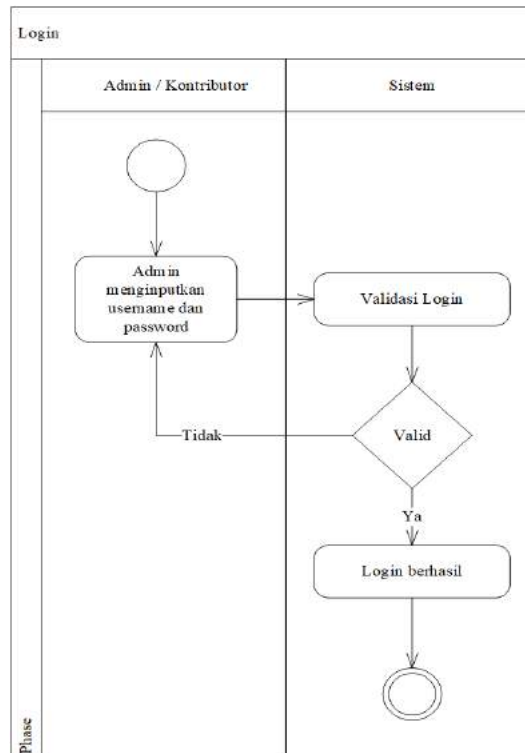 Login
Admin / Kontributor
Sistem
Admin
menginputkan
username dan
password
Validasi Login
Tidak
Valid
Ya
Login berhasil
Phase